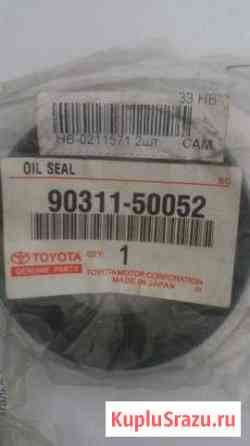 33 HB
HB-0211571 2шт. CAM
OIL SEAL
90311-50052
TOYOTA
GENUINE PARTS
QTY. 1
TOYOTA MOTOR CORPORATION
MADE IN JAPAN
KupluSrazu.ru